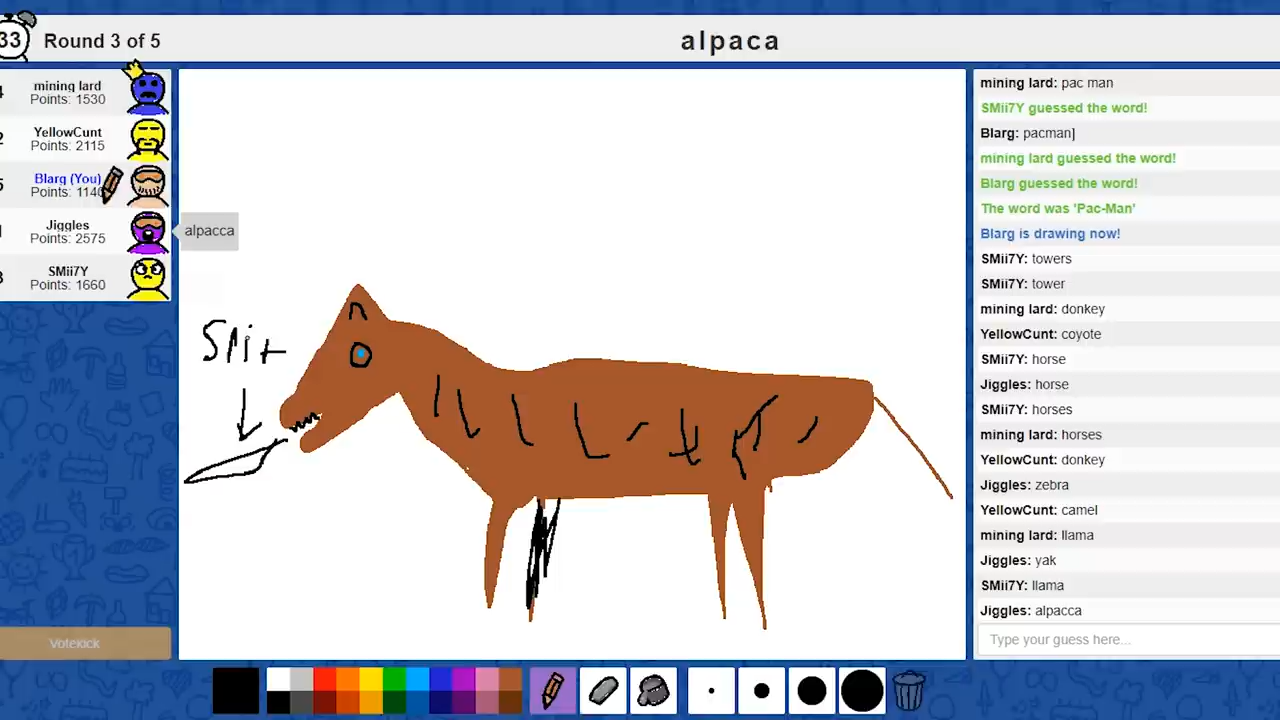 33
Round 3 of 5
alpaca
mining lard
Points: 1530
2
YellowCunt
Points: 2115
5
Blarg (You)
Points: 1140
Jiggles
Points: 2575
alpacca
SMii7Y
Points: 1660
Spit
Votekick
mining lard: pac man
SMii7Y guessed the word!
Blarg: pacman]
mining lard guessed the word!
Blarg guessed the word!
The word was 'Pac-Man'
Blarg is drawing now!
SMii7Y: towers
SMii7Y: tower
mining lard: donkey
YellowCunt: coyote
SMii7Y: horse
Jiggles: horse
SMii7Y: horses
mining lard: horses
YellowCunt: donkey
Jiggles: zebra
YellowCunt: camel
mining lard: llama
Jiggles: yak
SMii7Y: llama
Jiggles: alpacca
Type your guess here...